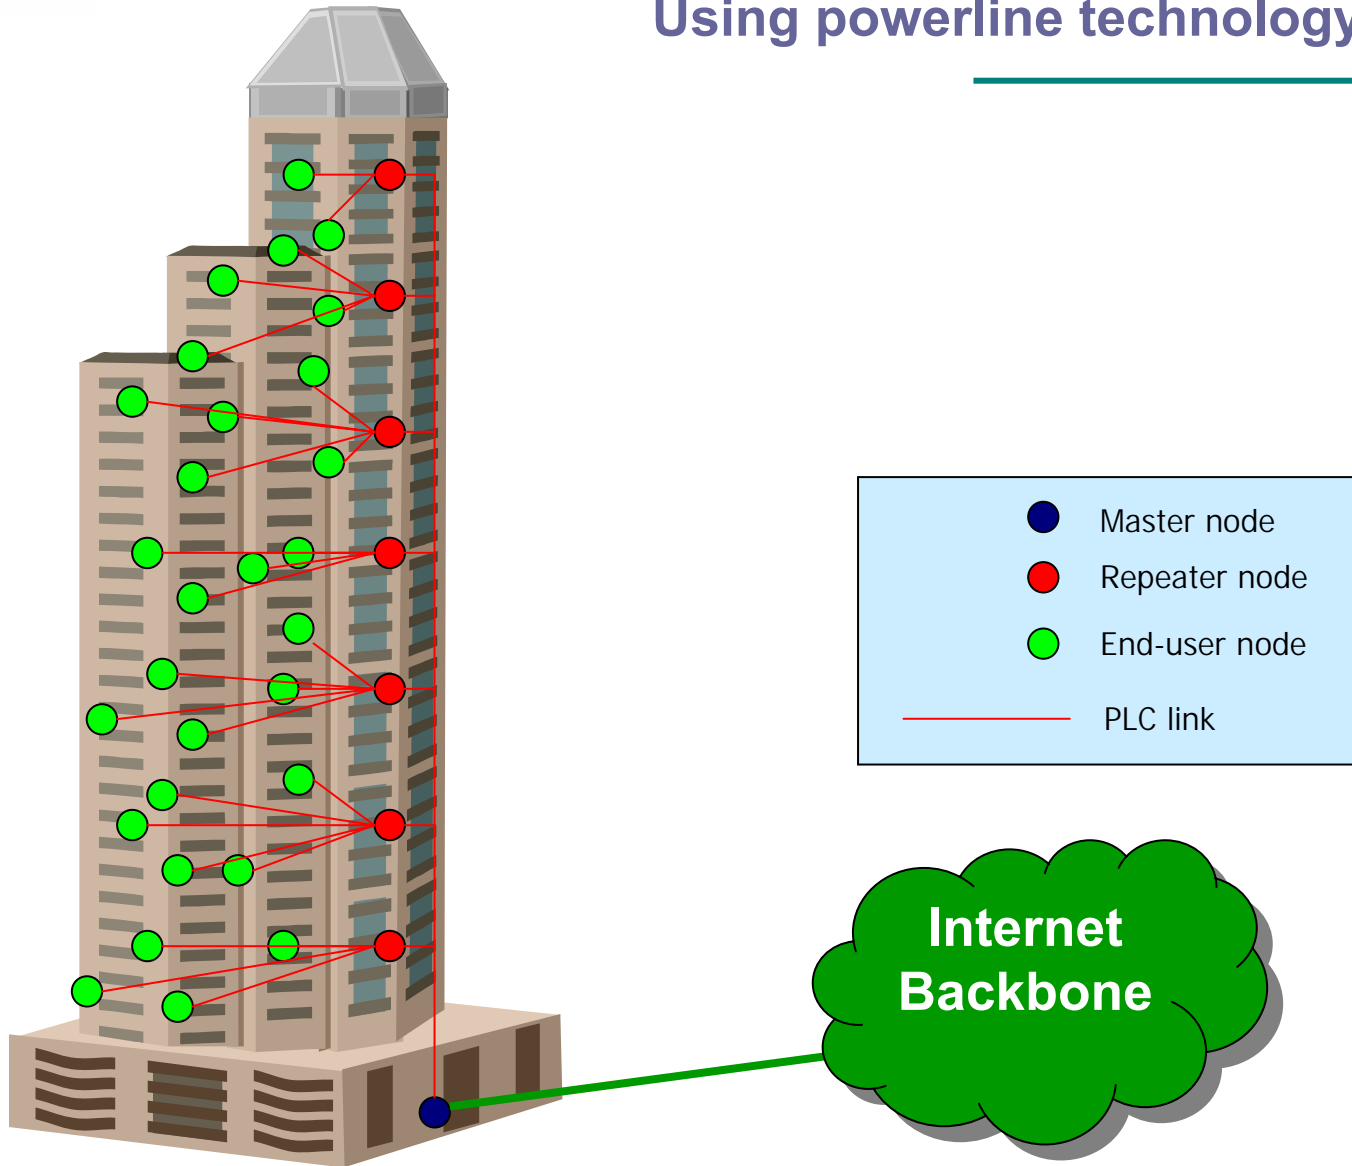 Using powerline technology
Master node
Repeater node
End-user node
PLC link
Internet
Backbone